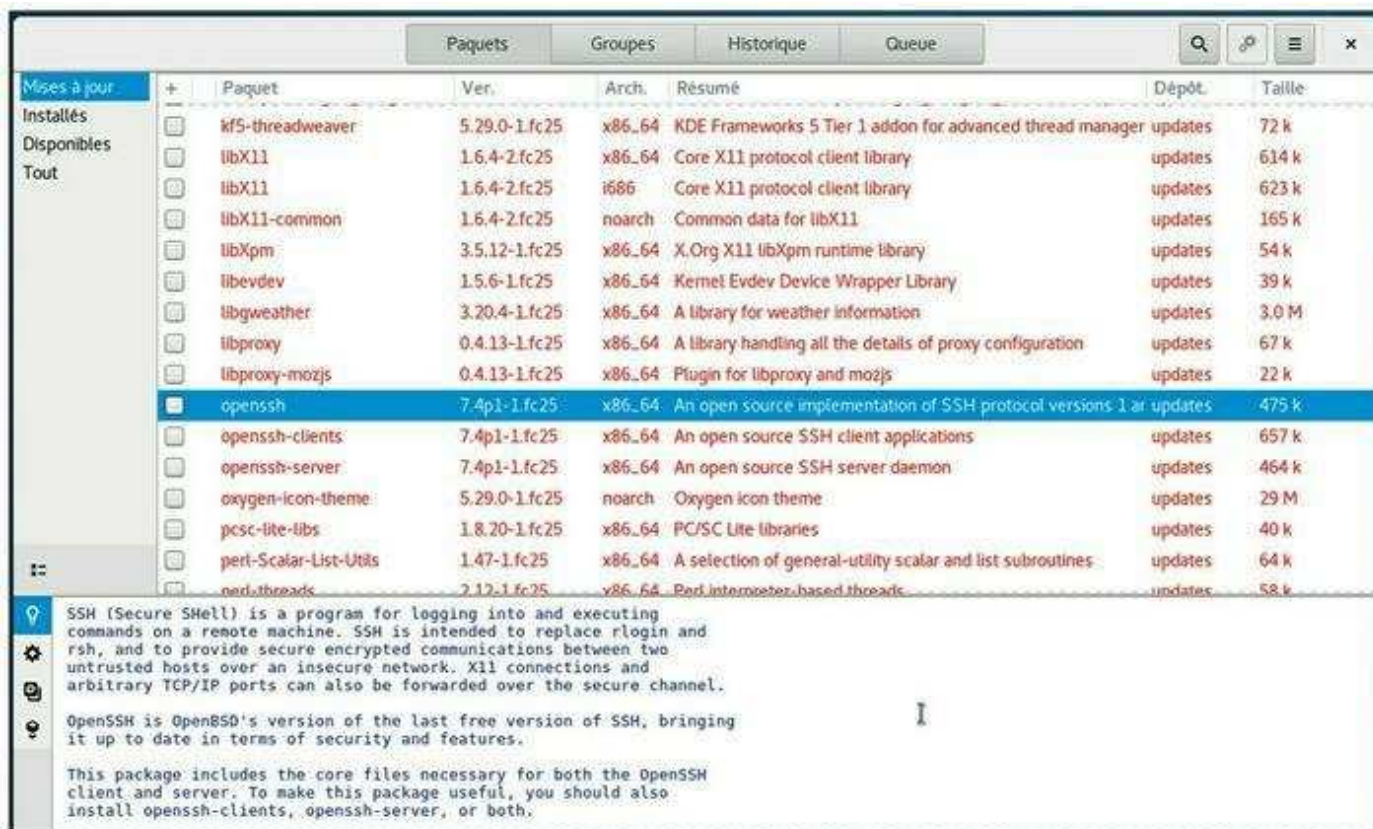 Paquets Groupes Historique Queue
Mises à jour
Installés
Disponibles
Tout
+ Paquet Ver. Arch. Résumé Dépôt. Taille
kf5-threadweaver 5.29.0-1.fc25 x86_64 KDE Frameworks 5 Tier 1 addon for advanced thread manager updates 72 k
libX11 1.6.4-2.fc25 x86_64 Core X11 protocol client library updates 614 k
libX11 1.6.4-2.fc25 i686 Core X11 protocol client library updates 623 k
libX11-common 1.6.4-2.fc25 noarch Common data for libX11 updates 165 k
libXpm 3.5.12-1.fc25 x86_64 X.Org X11 libXpm runtime library updates 54 k
libevdev 1.5.6-1.fc25 x86_64 Kernel Evdev Device Wrapper Library updates 39 k
libgweather 3.20.4-1.fc25 x86_64 A library for weather information updates 3.0 M
libproxy 0.4.13-1.fc25 x86_64 A library handling all the details of proxy configuration updates 67 k
libproxy-mozjs 0.4.13-1.fc25 x86_64 Plugin for libproxy and mozjs updates 22 k
openssh 7.4p1-1.fc25 x86_64 An open source implementation of SSH protocol versions 1 ar updates 475 k
openssh-clients 7.4p1-1.fc25 x86_64 An open source SSH client applications updates 657 k
openssh-server 7.4p1-1.fc25 x86_64 An open source SSH server daemon updates 464 k
oxygen-icon-theme 5.29.0-1.fc25 noarch Oxygen icon theme updates 29 M
pcsc-lite-libs 1.8.20-1.fc25 x86_64 PC/SC Lite libraries updates 40 k
perl-Scalar-List-Utils 1.47-1.fc25 x86_64 A selection of general-utility scalar and list subroutines updates 64 k
perl-threads 2.12-1.fc25 x86_64 Perl interpreter-based threads updates 58 k
SSH (Secure SHell) is a program for logging into and executing
commands on a remote machine. SSH is intended to replace rlogin and
rsh, and to provide secure encrypted communications between two
untrusted hosts over an insecure network. X11 connections and
arbitrary TCP/IP ports can also be forwarded over the secure channel.
OpenSSH is OpenBSD's version of the last free version of SSH, bringing
it up to date in terms of security and features.
This package includes the core files necessary for both the OpenSSH
client and server. To make this package useful, you should also
install openssh-clients, openssh-server, or both.